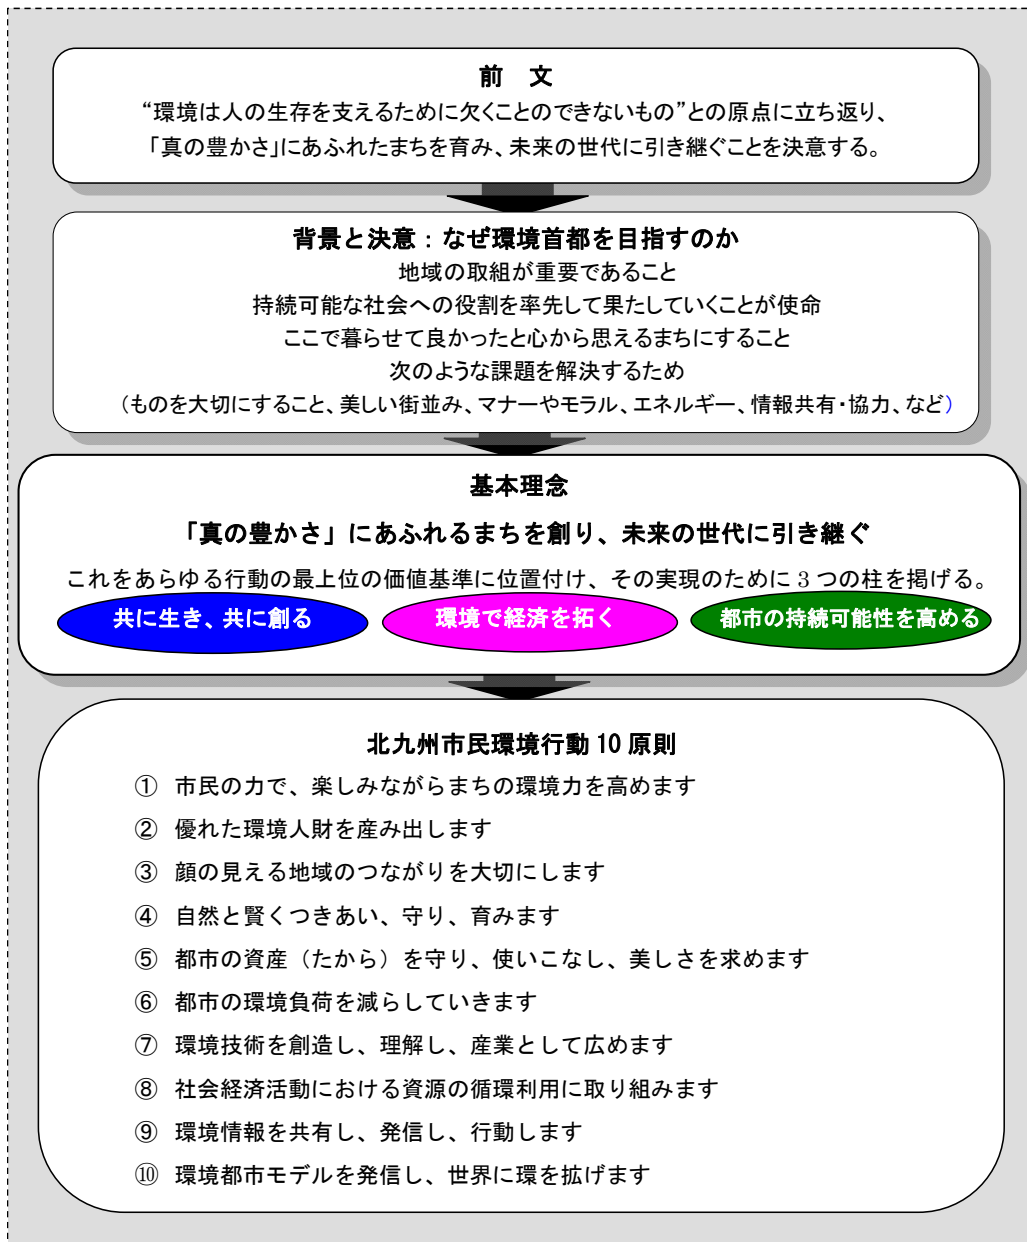 前　文
“環境は人の生存を支えるために欠くことのできないもの”との原点に立ち返り、
「真の豊かさ」にあふれたまちを育み、未来の世代に引き継ぐことを決意する。
背景と決意：なぜ環境首都を目指すのか
地域の取組が重要であること
持続可能な社会への役割を率先して果たしていくことが使命
ここで暮らせて良かったと心から思えるまちにすること
次のような課題を解決するため
（ものを大切にすること、美しい街並み、マナーやモラル、エネルギー、情報共有・協力、など）
基本理念
「真の豊かさ」にあふれるまちを創り、未来の世代に引き継ぐ
これをあらゆる行動の最上位の価値基準に位置付け、その実現のために 3 つの柱を掲げる。
共に生き、共に創る　環境で経済を拓く　都市の持続可能性を高める
北九州市民環境行動 10 原則
① 市民の力で、楽しみながらまちの環境力を高めます
② 優れた環境人財を産み出します
③ 顔の見える地域のつながりを大切にします
④ 自然と賢くつきあい、守り、育みます
⑤ 都市の資産（たから）を守り、使いこなし、美しさを求めます
⑥ 都市の環境負荷を減らしていきます
⑦ 環境技術を創造し、理解し、産業として広めます
⑧ 社会経済活動における資源の循環利用に取り組みます
⑨ 環境情報を共有し、発信し、行動します
⑩ 環境都市モデルを発信し、世界に環を拡げます